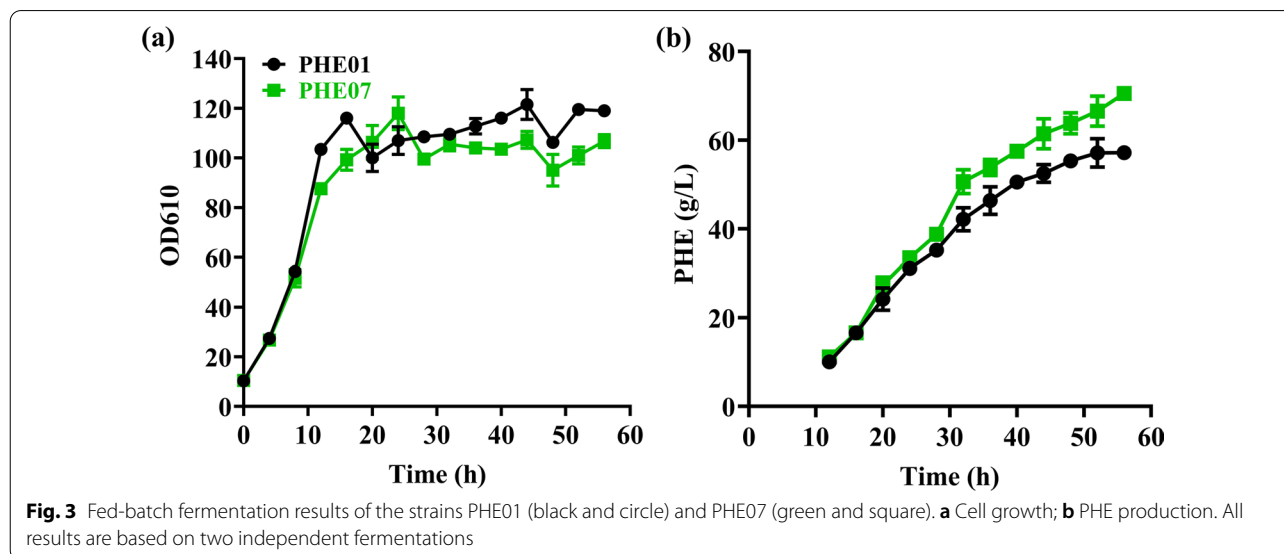 (a)
PHE01
PHE07
OD610
140
120
100
80
60
40
20
0
0 10 20 30 40 50 60
Time (h)
(b)
PHE (g/L)
80
60
40
20
0
10 20 30 40 50 60
Time (h)
Fig. 3 Fed-batch fermentation results of the strains PHE01 (black and circle) and PHE07 (green and square). a Cell growth; b PHE production. All
results are based on two independent fermentations